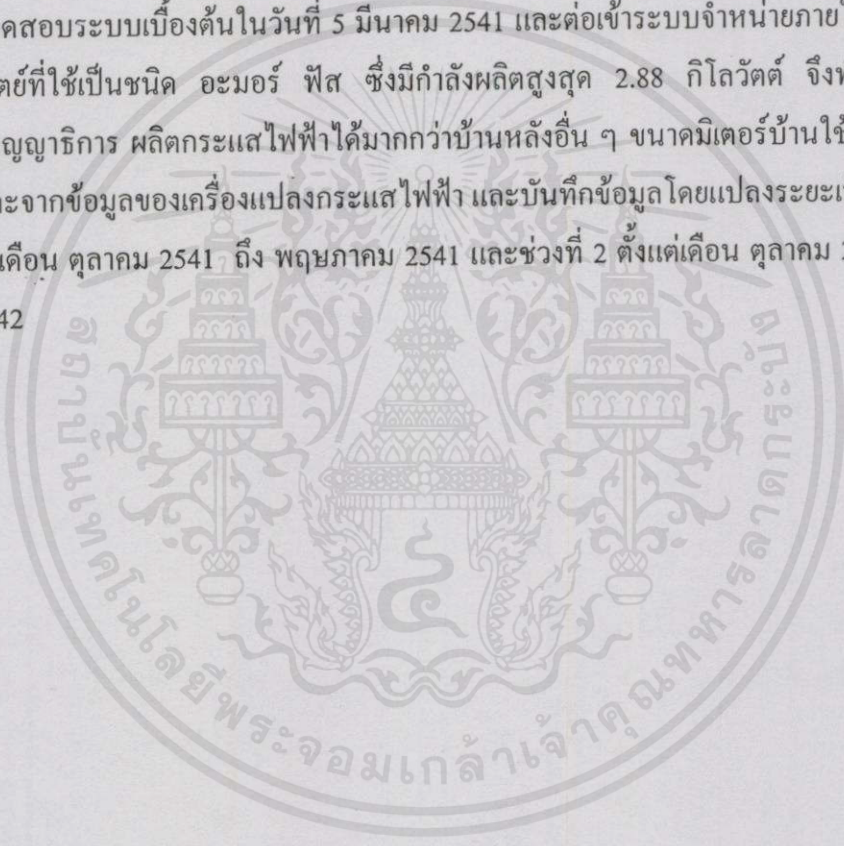 คสอบระบบเบื้องต้นในวันที่ 5 มีนาคม 2541 และต่อเข้าระบบจำหน่ายภายใ
ตย์ที่ใช้เป็นชนิด อะมอร์ ฟัส ซึ่งมีกำลังผลิตสูงสุด 2.88 กิโลวัตต์ จึงท
ญญาธิการ ผลิตกระแสไฟฟ้าได้มากกว่าบ้านหลังอื่น ๆ ขนาดมิเตอร์บ้านใช้
ะจากข้อมูลของเครื่องแปลงกระแสไฟฟ้า และบันทึกข้อมูลโดยแปลงระยะเ
นเดือน ตุลาคม 2541 ถึง พฤษภาคม 2541 และช่วงที่ 2 ตั้งแต่เดือน ตุลาคม 2
42
สถาบันเทคโนโลยีพระจอมเกล้าเจ้าคุณทหารลาดกระบัง